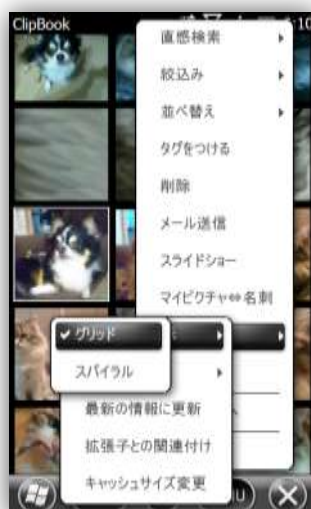 ClipBook
:10
直感検索
絞込み
並べ替え
タグをつける
削除
メール送信
スライドショー
マイピクチャ⇔名刺
グリッド
スパイラル
最新の情報に更新
拡張子との関連付け
キャッシュサイズ変更